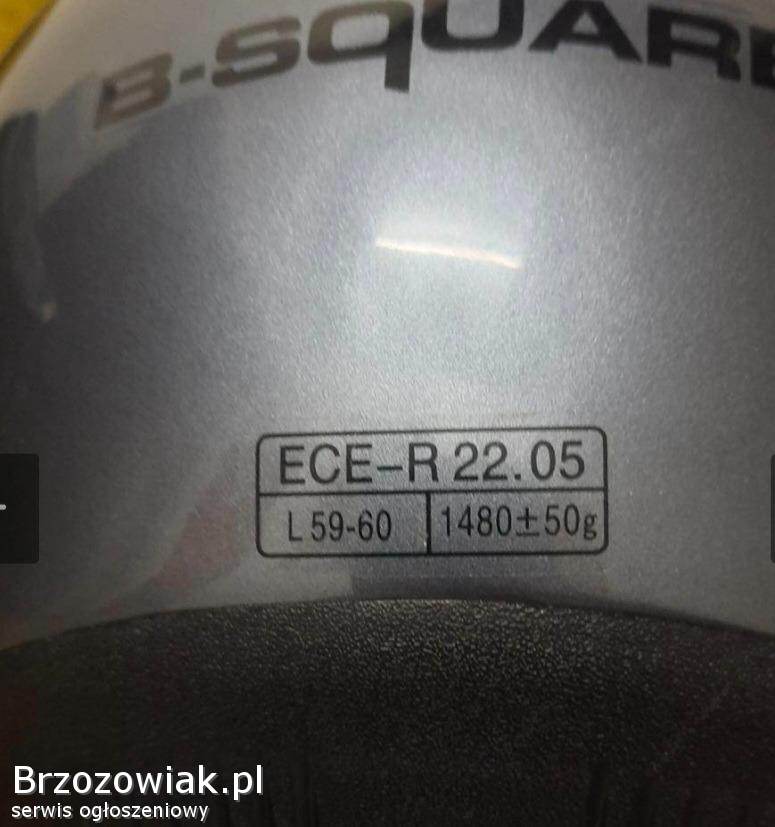 B-SQUARE
ECE-R 22.05
L 59-60
1480±50g
Brzozowiak.pl
serwis ogłoszeniowy